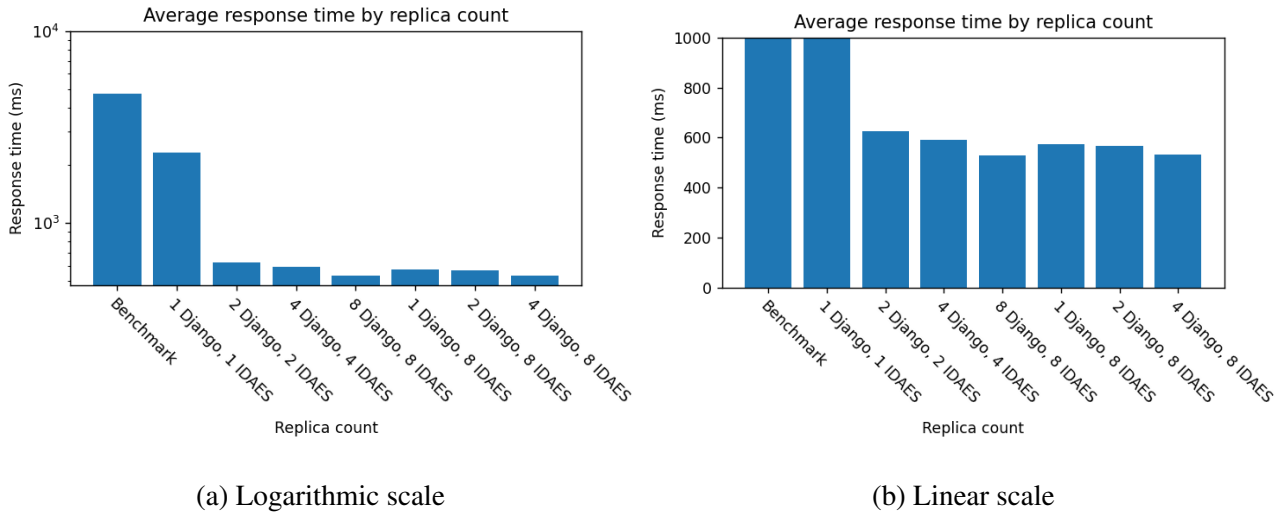 Average response time by replica count
10^4
10^3
Response time (ms)
Benchmark
1 Django, 1 IDAES
2 Django, 2 IDAES
4 Django, 4 IDAES
8 Django, 8 IDAES
1 Django, 8 IDAES
2 Django, 8 IDAES
4 Django, 8 IDAES
Replica count
(a) Logarithmic scale
Average response time by replica count
1000
800
600
400
200
0
Response time (ms)
Benchmark
1 Django, 1 IDAES
2 Django, 2 IDAES
4 Django, 4 IDAES
8 Django, 8 IDAES
1 Django, 8 IDAES
2 Django, 8 IDAES
4 Django, 8 IDAES
Replica count
(b) Linear scale